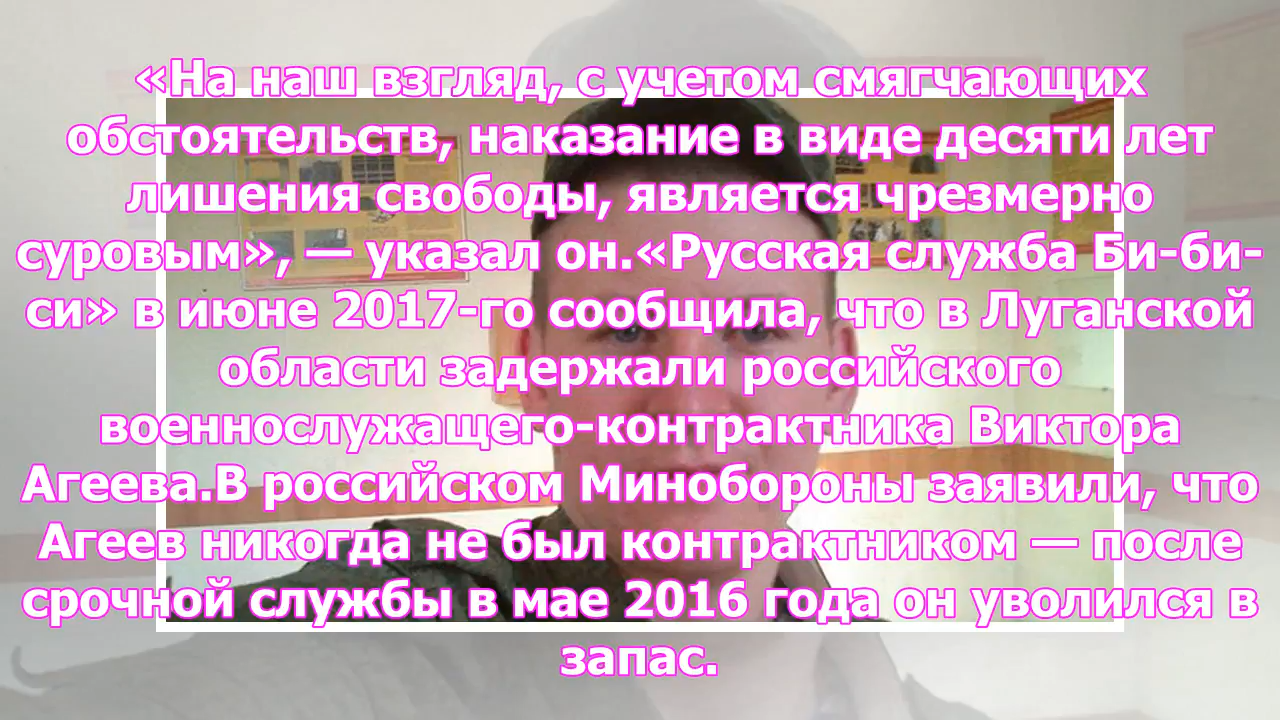 «На наш взгляд, с учетом смягчающих
обстоятельств, наказание в виде десяти лет
лишения свободы, является чрезмерно
суровым», — указал он.«Русская служба Би-би-
си» в июне 2017-го сообщила, что в Луганской
области задержали российского
военнослужащего-контрактника Виктора
Агеева.В российском Минобороны заявили, что
Агеев никогда не был контрактником — после
срочной службы в мае 2016 года он уволился в
запас.